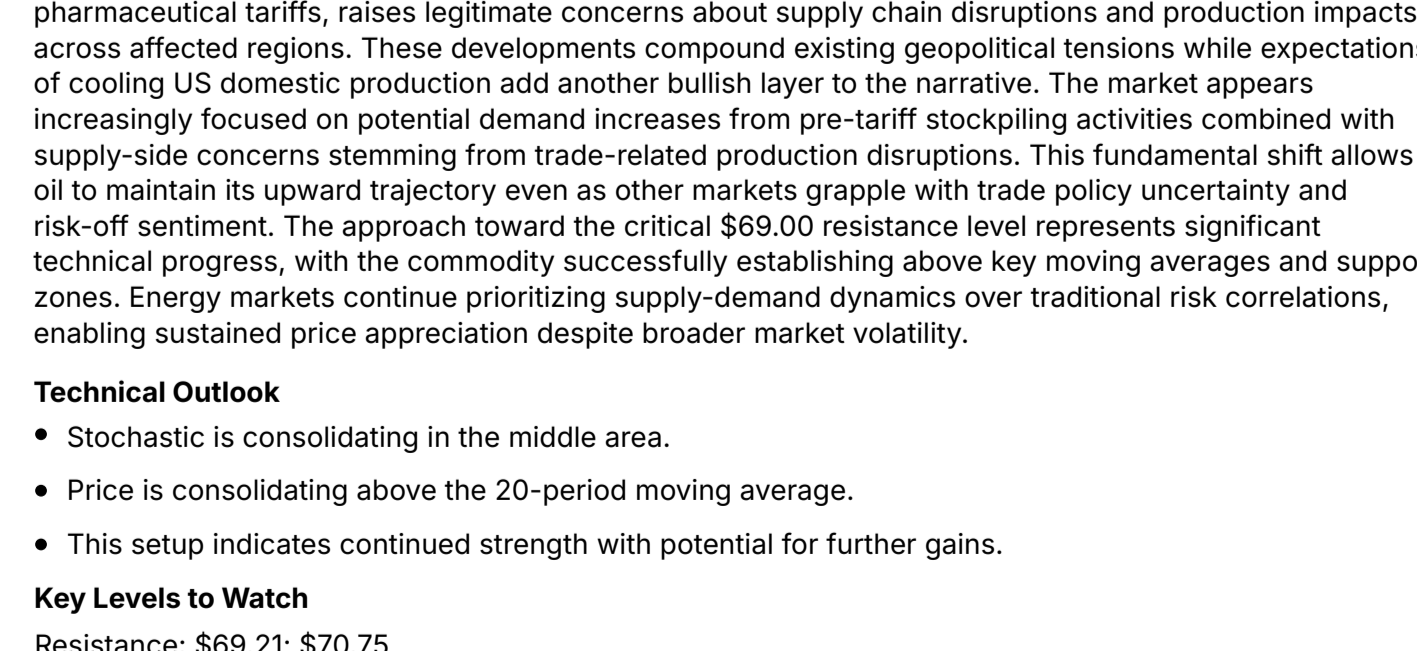 pharmaceutical tariffs, raises legitimate concerns about supply chain disruptions and production impacts
across affected regions. These developments compound existing geopolitical tensions while expectations
of cooling US domestic production add another bullish layer to the narrative. The market appears
increasingly focused on potential demand increases from pre-tariff stockpiling activities combined with
supply-side concerns stemming from trade-related production disruptions. This fundamental shift allows
oil to maintain its upward trajectory even as other markets grapple with trade policy uncertainty and
risk-off sentiment. The approach toward the critical $69.00 resistance level represents significant
technical progress, with the commodity successfully establishing above key moving averages and suppo
zones. Energy markets continue prioritizing supply-demand dynamics over traditional risk correlations,
enabling sustained price appreciation despite broader market volatility.
Technical Outlook
• Stochastic is consolidating in the middle area.
• Price is consolidating above the 20-period moving average.
• This setup indicates continued strength with potential for further gains.
Key Levels to Watch
Resistance: $69.21; $70.75